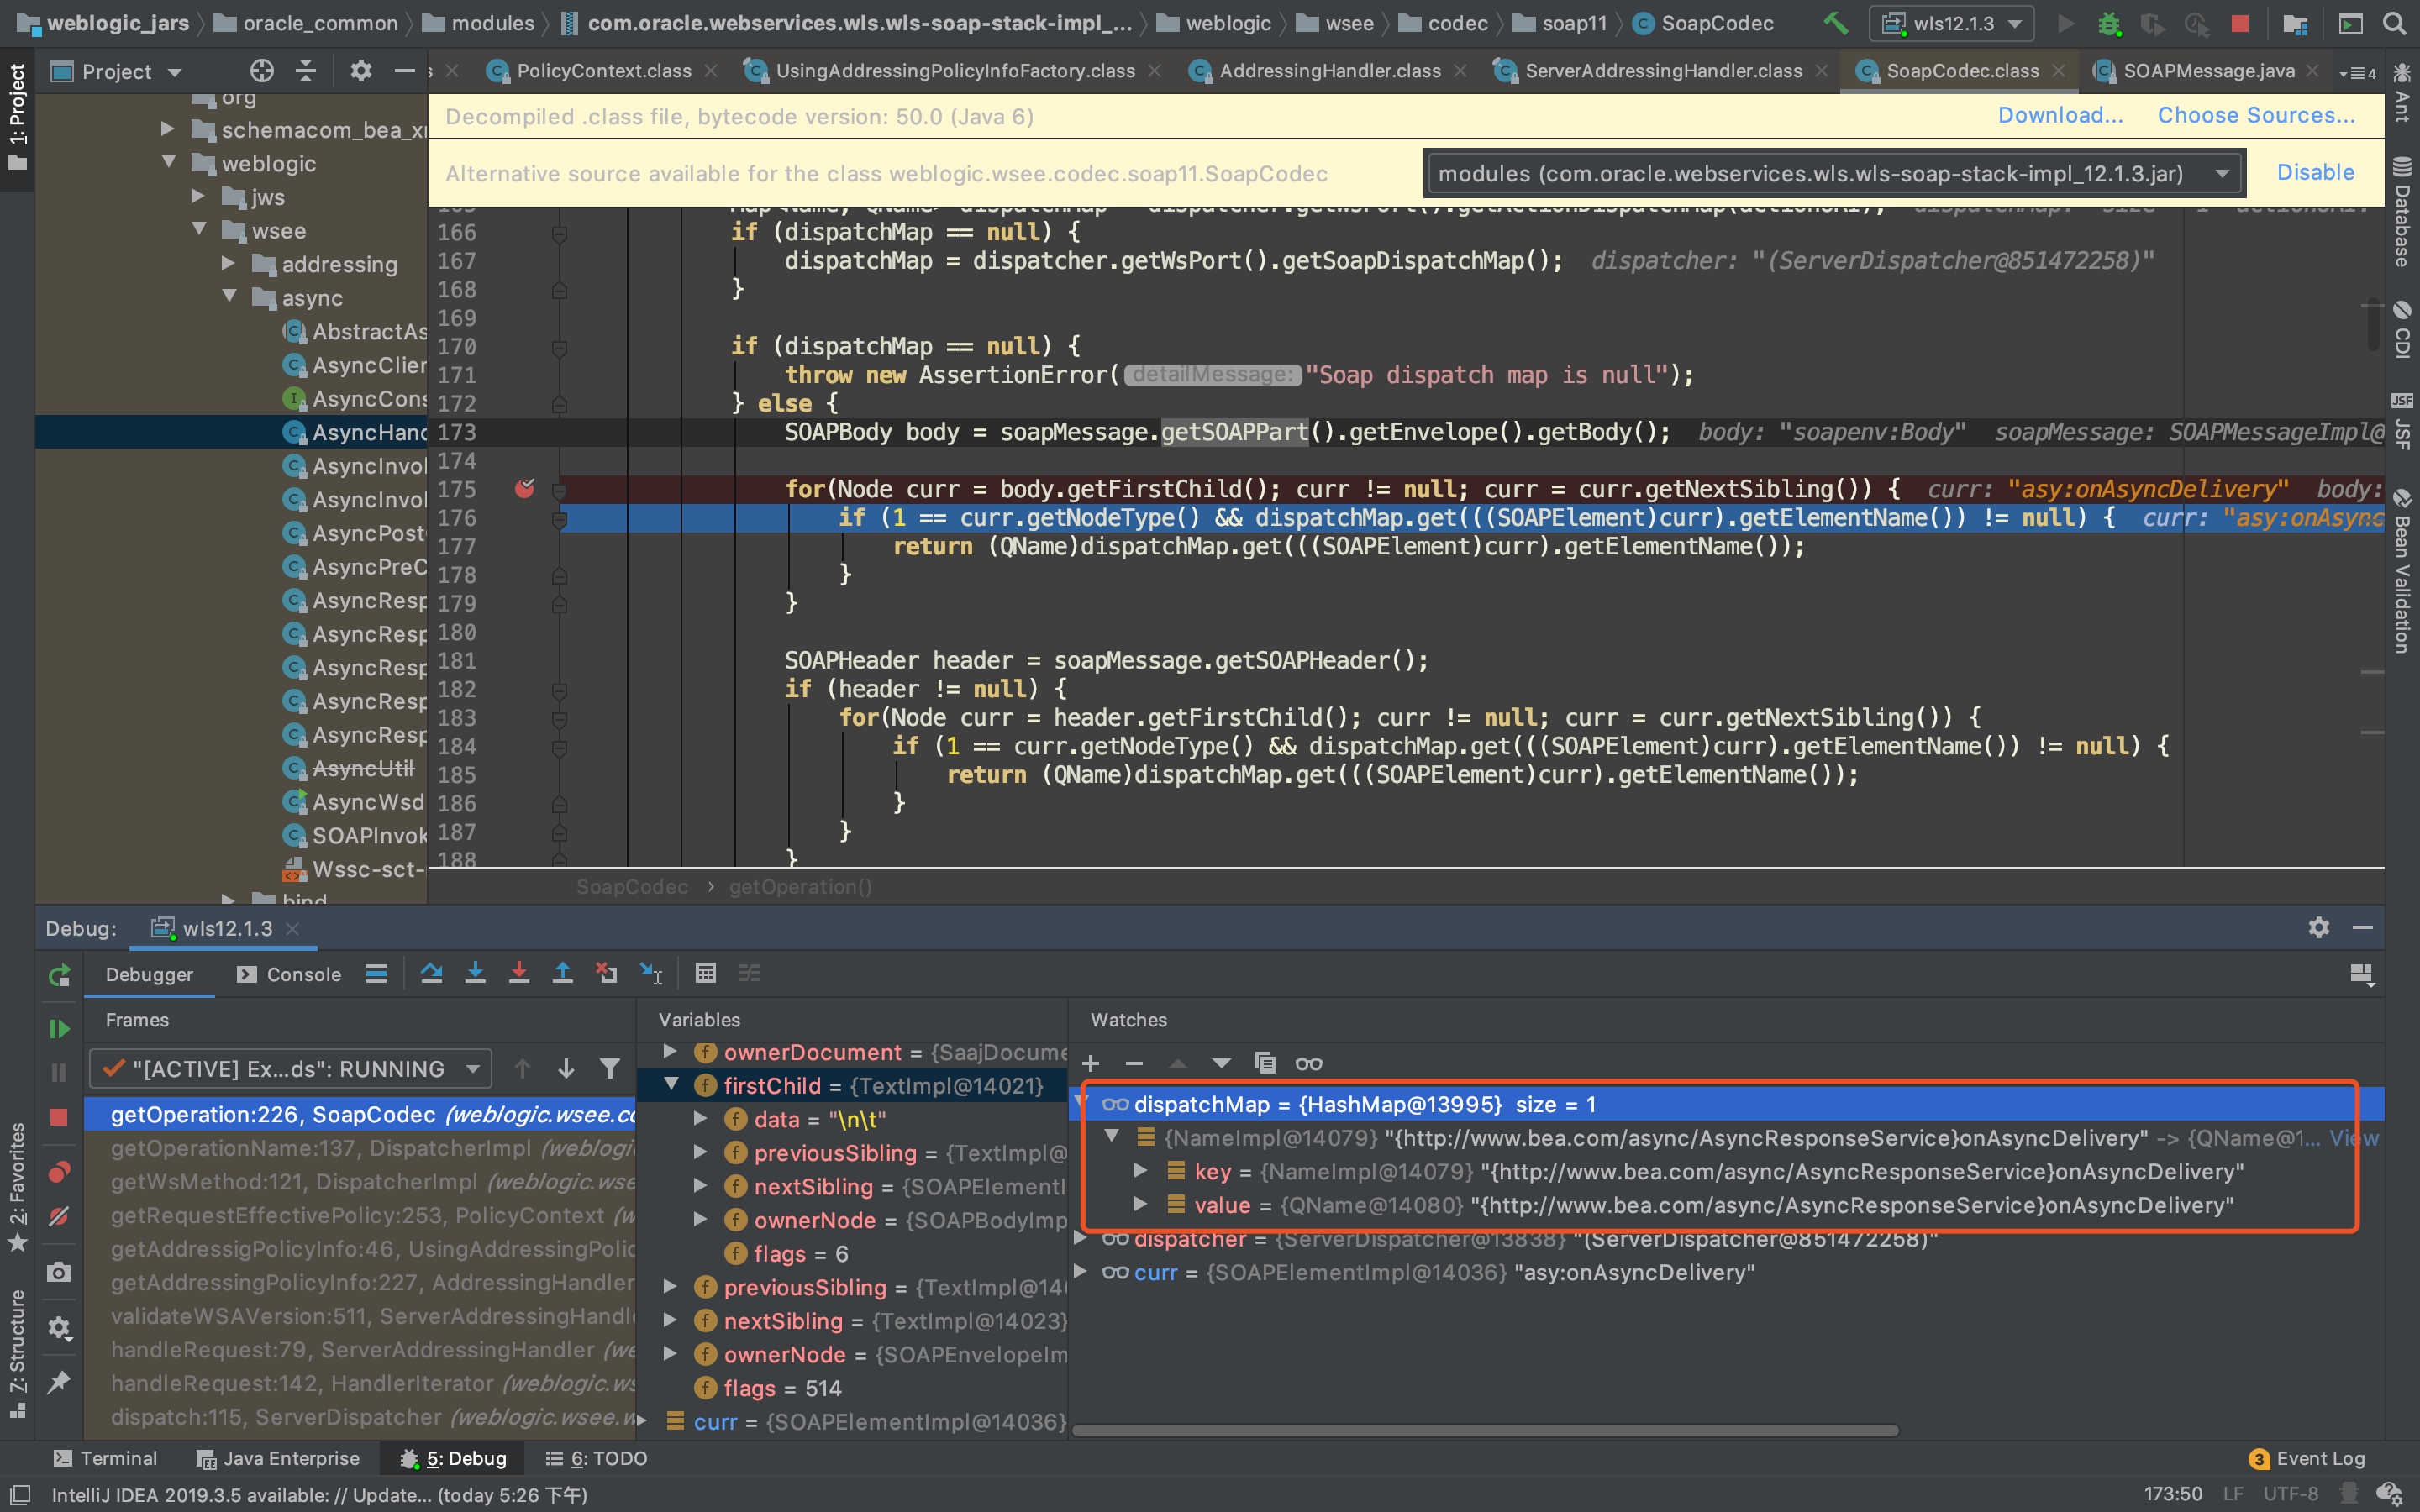 weblogic_jars
oracle_common
modules
com.oracle.webservices.wls.wls-soap-stack-impl_...
weblogic
wsee
codec
soap11
SoapCodec
wls12.1.3
1: Project
Project
PolicyContext.class
UsingAddressingPolicyInfoFactory.class
AddressingHandler.class
ServerAddressingHandler.class
SoapCodec.class
SOAPMessage.java
4
Decompiled .class file, bytecode version: 50.0 (Java 6)
Download...
Choose Sources...
Alternative source available for the class weblogic.wsee.codec.soap11.SoapCodec
modules (com.oracle.webservices.wls.wls-soap-stack-impl_12.1.3.jar)
Disable
org
schemacom_bea_x
weblogic
jws
wsee
addressing
async
AbstractAs
AsyncClier
AsyncCons
AsyncHand
AsyncInvol
AsyncInvol
AsyncPost
AsyncPreC
AsyncResp
AsyncResp
AsyncResp
AsyncResp
AsyncResp
AsyncUtil
AsyncWsd
SOAPInvok
Wssc-sct-
bind
166 if (dispatchMap == null) {
167 dispatchMap = dispatcher.getWsPort().getSoapDispatchMap(); dispatcher: "(ServerDispatcher@851472258)"
168 }
169
170 if (dispatchMap == null) {
171 throw new AssertionError( detailMessage: "Soap dispatch map is null");
172 } else {
173 SOAPBody body = soapMessage.getSOAPPart().getEnvelope().getBody(); body: "soapenv:Body" soapMessage: SOAPMessageImpl@
174
175 for(Node curr = body.getFirstChild(); curr != null; curr = curr.getNextSibling()) { curr: "asy:onAsyncDelivery" body:
176 if (1 == curr.getNodeType() && dispatchMap.get(((SOAPElement)curr).getElementName()) != null) { curr: "asy:onAsync
177 return (QName)dispatchMap.get(((SOAPElement)curr).getElementName());
178 }
179 }
180
181 SOAPHeader header = soapMessage.getSOAPHeader();
182 if (header != null) {
183 for(Node curr = header.getFirstChild(); curr != null; curr = curr.getNextSibling()) {
184 if (1 == curr.getNodeType() && dispatchMap.get(((SOAPElement)curr).getElementName()) != null) {
185 return (QName)dispatchMap.get(((SOAPElement)curr).getElementName());
186 }
187 }
188 }
SoapCodec › getOperation()
Ant
Database
CDI
JSF
JSF
Bean Validation
Debug:
wls12.1.3
Debugger
Console
Frames
Variables
Watches
"[ACTIVE] Ex...ds": RUNNING
getOperation:226, SoapCodec (weblogic.wsee.co
getOperationName:137, DispatcherImpl (weblogi
getWsMethod:121, DispatcherImpl (weblogic.wse
getRequestEffectivePolicy:253, PolicyContext (w
getAddressigPolicyInfo:46, UsingAddressingPolic
getAddressingPolicyInfo:227, AddressingHandler
validateWSAVersion:511, ServerAddressingHandle
handleRequest:79, ServerAddressingHandler (we
handleRequest:142, HandlerIterator (weblogic.ws
dispatch:115, ServerDispatcher (weblogic.wsee.w
ownerDocument = {SaajDocume
firstChild = {TextImpl@14021}
data = "\n\t"
previousSibling = {TextImpl@
nextSibling = {SOAPElementI
ownerNode = {SOAPBodyImp
flags = 6
previousSibling = {TextImpl@14
nextSibling = {TextImpl@14023}
ownerNode = {SOAPEnvelopeIm
flags = 514
curr = {SOAPElementImpl@14036}
dispatchMap = {HashMap@13995} size = 1
{NameImpl@14079} "{http://www.bea.com/async/AsyncResponseService}onAsyncDelivery" -> {QName@1... View
key = {NameImpl@14079} "{http://www.bea.com/async/AsyncResponseService}onAsyncDelivery"
value = {QName@14080} "{http://www.bea.com/async/AsyncResponseService}onAsyncDelivery"
dispatcher = {ServerDispatcher@13838} "(ServerDispatcher@851472258)"
curr = {SOAPElementImpl@14036} "asy:onAsyncDelivery"
2: Favorites
Z: Structure
Terminal
Java Enterprise
5: Debug
6: TODO
3 Event Log
IntelliJ IDEA 2019.3.5 available: // Update... (today 5:26 下午)
173:50
LF
UTF-8